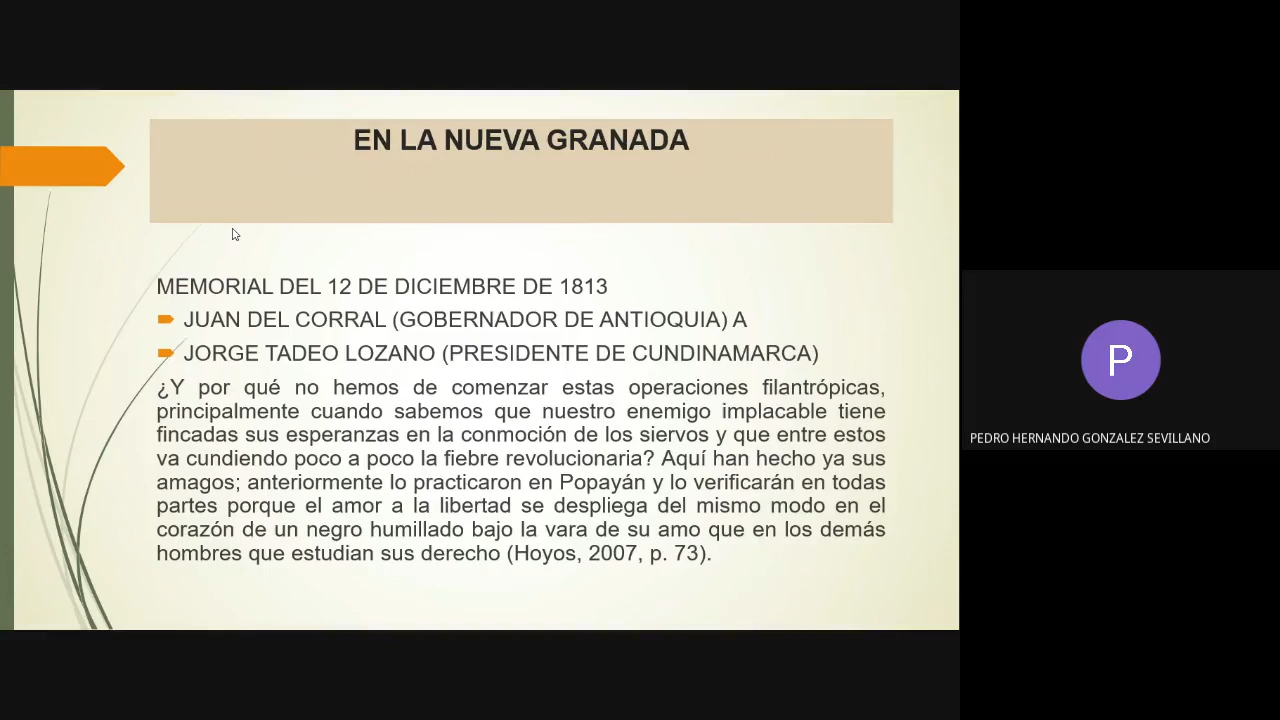 EN LA NUEVA GRANADA
MEMORIAL DEL 12 DE DICIEMBRE DE 1813
JUAN DEL CORRAL (GOBERNADOR DE ANTIOQUIA) A
JORGE TADEO LOZANO (PRESIDENTE DE CUNDINAMARCA)
¿Y por qué no hemos de comenzar estas operaciones filantrópicas,
principalmente cuando sabemos que nuestro enemigo implacable tiene
fincadas sus esperanzas en la conmoción de los siervos y que entre estos
va cundiendo poco a poco la fiebre revolucionaria? Aquí han hecho ya sus
amagos; anteriormente lo practicaron en Popayán y lo verificarán en todas
partes porque el amor a la libertad se despliega del mismo modo en el
corazón de un negro humillado bajo la vara de su amo que en los demás
hombres que estudian sus derecho (Hoyos, 2007, p. 73).
P
PEDRO HERNANDO GONZALEZ SEVILLANO